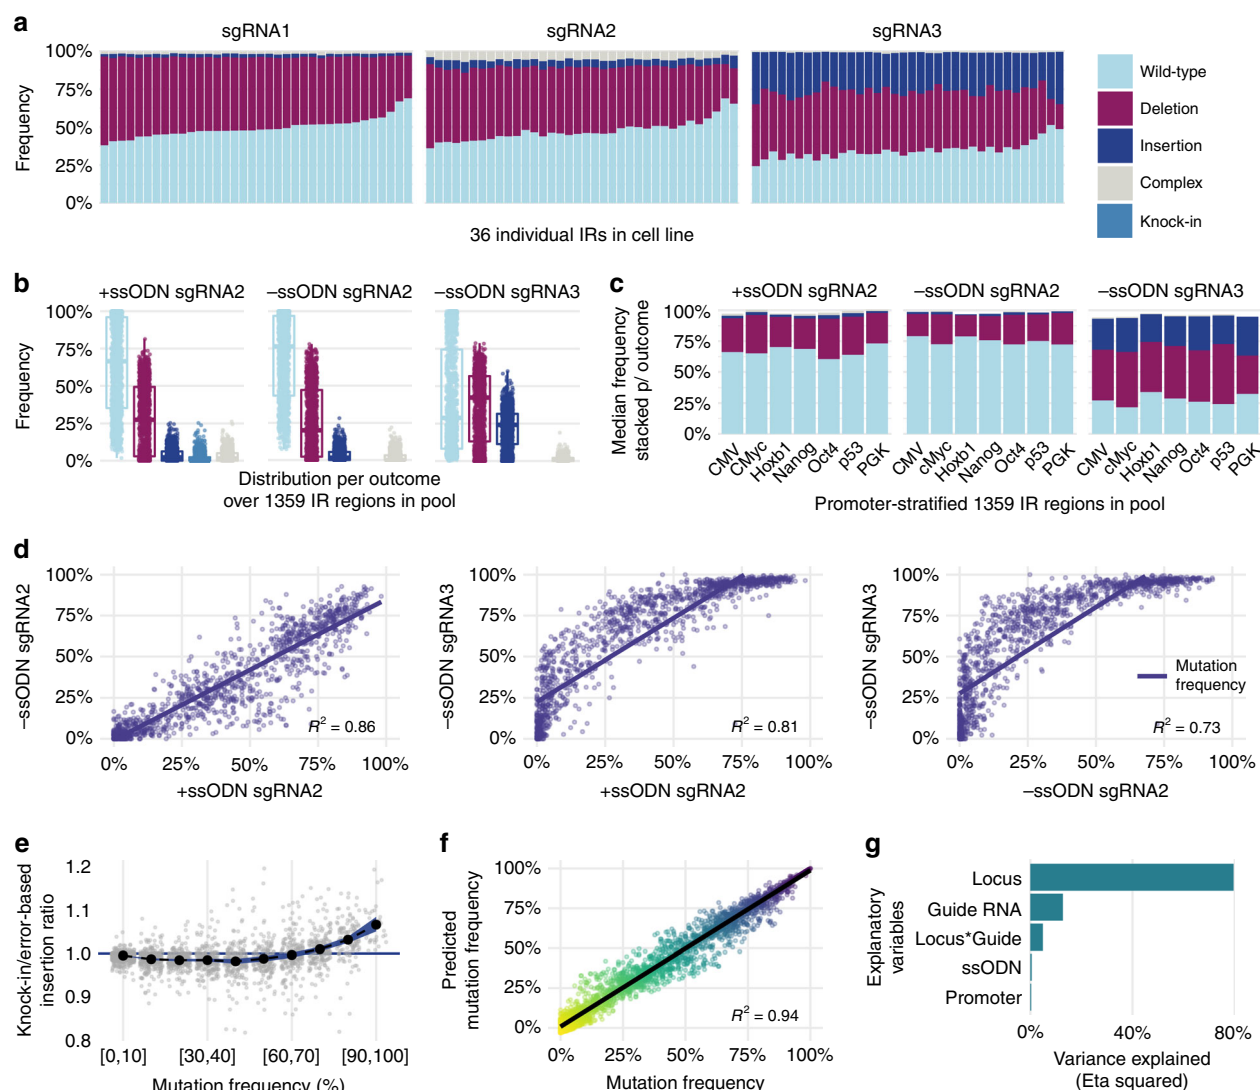 a
sgRNA1
sgRNA2
sgRNA3
Frequency
100%
75%
50%
25%
0%
36 individual IRs in cell line
Wild-type
Deletion
Insertion
Complex
Knock-in
b
+ssODN sgRNA2
–ssODN sgRNA2
–ssODN sgRNA3
Frequency
100%
75%
50%
25%
0%
Distribution per outcome
over 1359 IR regions in pool
c
+ssODN sgRNA2
–ssODN sgRNA2
–ssODN sgRNA3
Median frequency
stacked p/ outcome
100%
75%
50%
25%
0%
CMV
CMyc
Hoxb1
Nanog
Oct4
p53
PGK
CMV
cMyc
Hoxb1
Nanog
Oct4
p53
PGK
CMV
cMyc
Hoxb1
Nanog
Oct4
p53
PGK
Promoter-stratified 1359 IR regions in pool
d
–ssODN sgRNA2
100%
75%
50%
25%
0%
R² = 0.86
0%
25%
50%
75%
100%
+ssODN sgRNA2
-ssODN sgRNA3
100%
75%
50%
25%
0%
R² = 0.81
0%
25%
50%
75%
100%
+ssODN sgRNA2
–ssODN sgRNA3
100%
75%
50%
25%
0%
Mutation
frequency
R² = 0.73
0%
25%
50%
75%
100%
–ssODN sgRNA2
e
Knock-in/error-based
insertion ratio
1.2
1.1
1.0
0.9
0.8
[0,10]
[30,40]
[60,70]
[90,100]
Mutation frequency (%)
f
Predicted
mutation frequency
100%
75%
50%
25%
0%
R² = 0.94
0%
25%
50%
75%
100%
Mutation frequency
g
Explanatory
variables
Locus
Guide RNA
Locus*Guide
ssODN
Promoter
0%
40%
80%
Variance explained
(Eta squared)